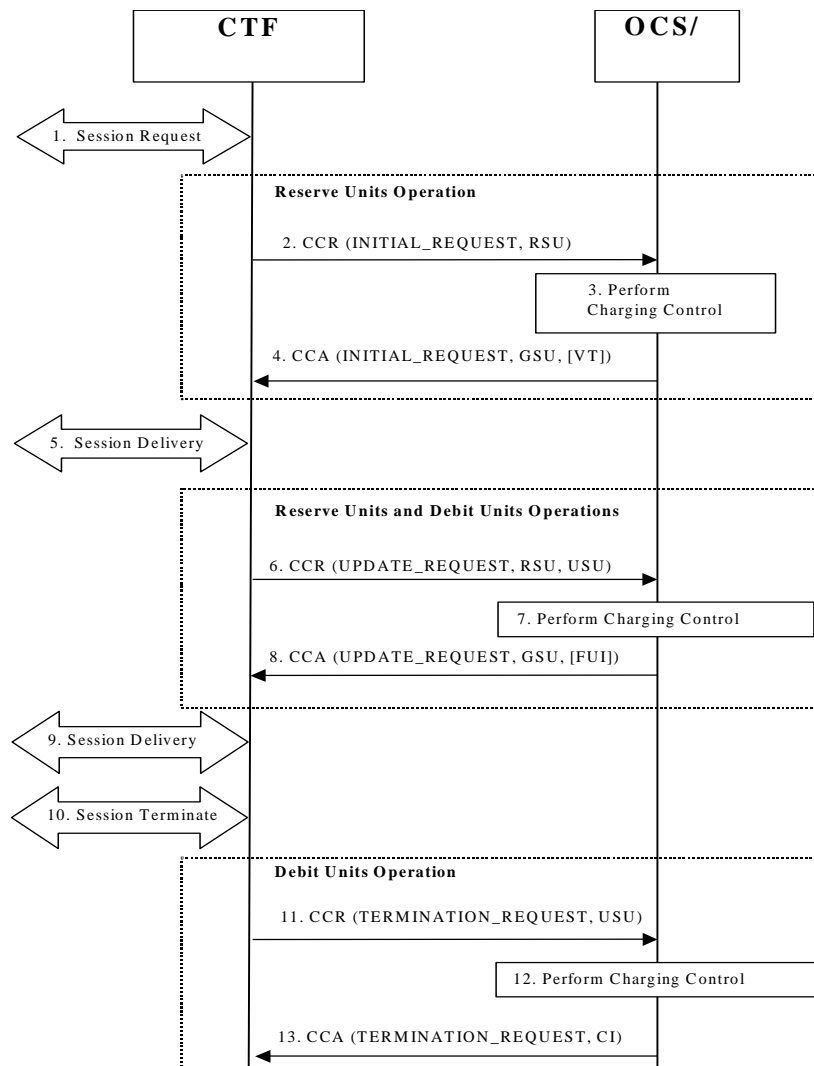 CTF
OCS/
1. Session Request
Reserve Units Operation
2. CCR (INITIAL_REQUEST, RSU)
3. Perform
Charging Control
4. CCA (INITIAL_REQUEST, GSU, [VT])
5. Session Delivery
Reserve Units and Debit Units Operations
6. CCR (UPDATE_REQUEST, RSU, USU)
7. Perform Charging Control
8. CCA (UPDATE_REQUEST, GSU, [FUI])
9. Session Delivery
10. Session Terminate
Debit Units Operation
11. CCR (TERMINATION_REQUEST, USU)
12. Perform Charging Control
13. CCA (TERMINATION_REQUEST, CI)